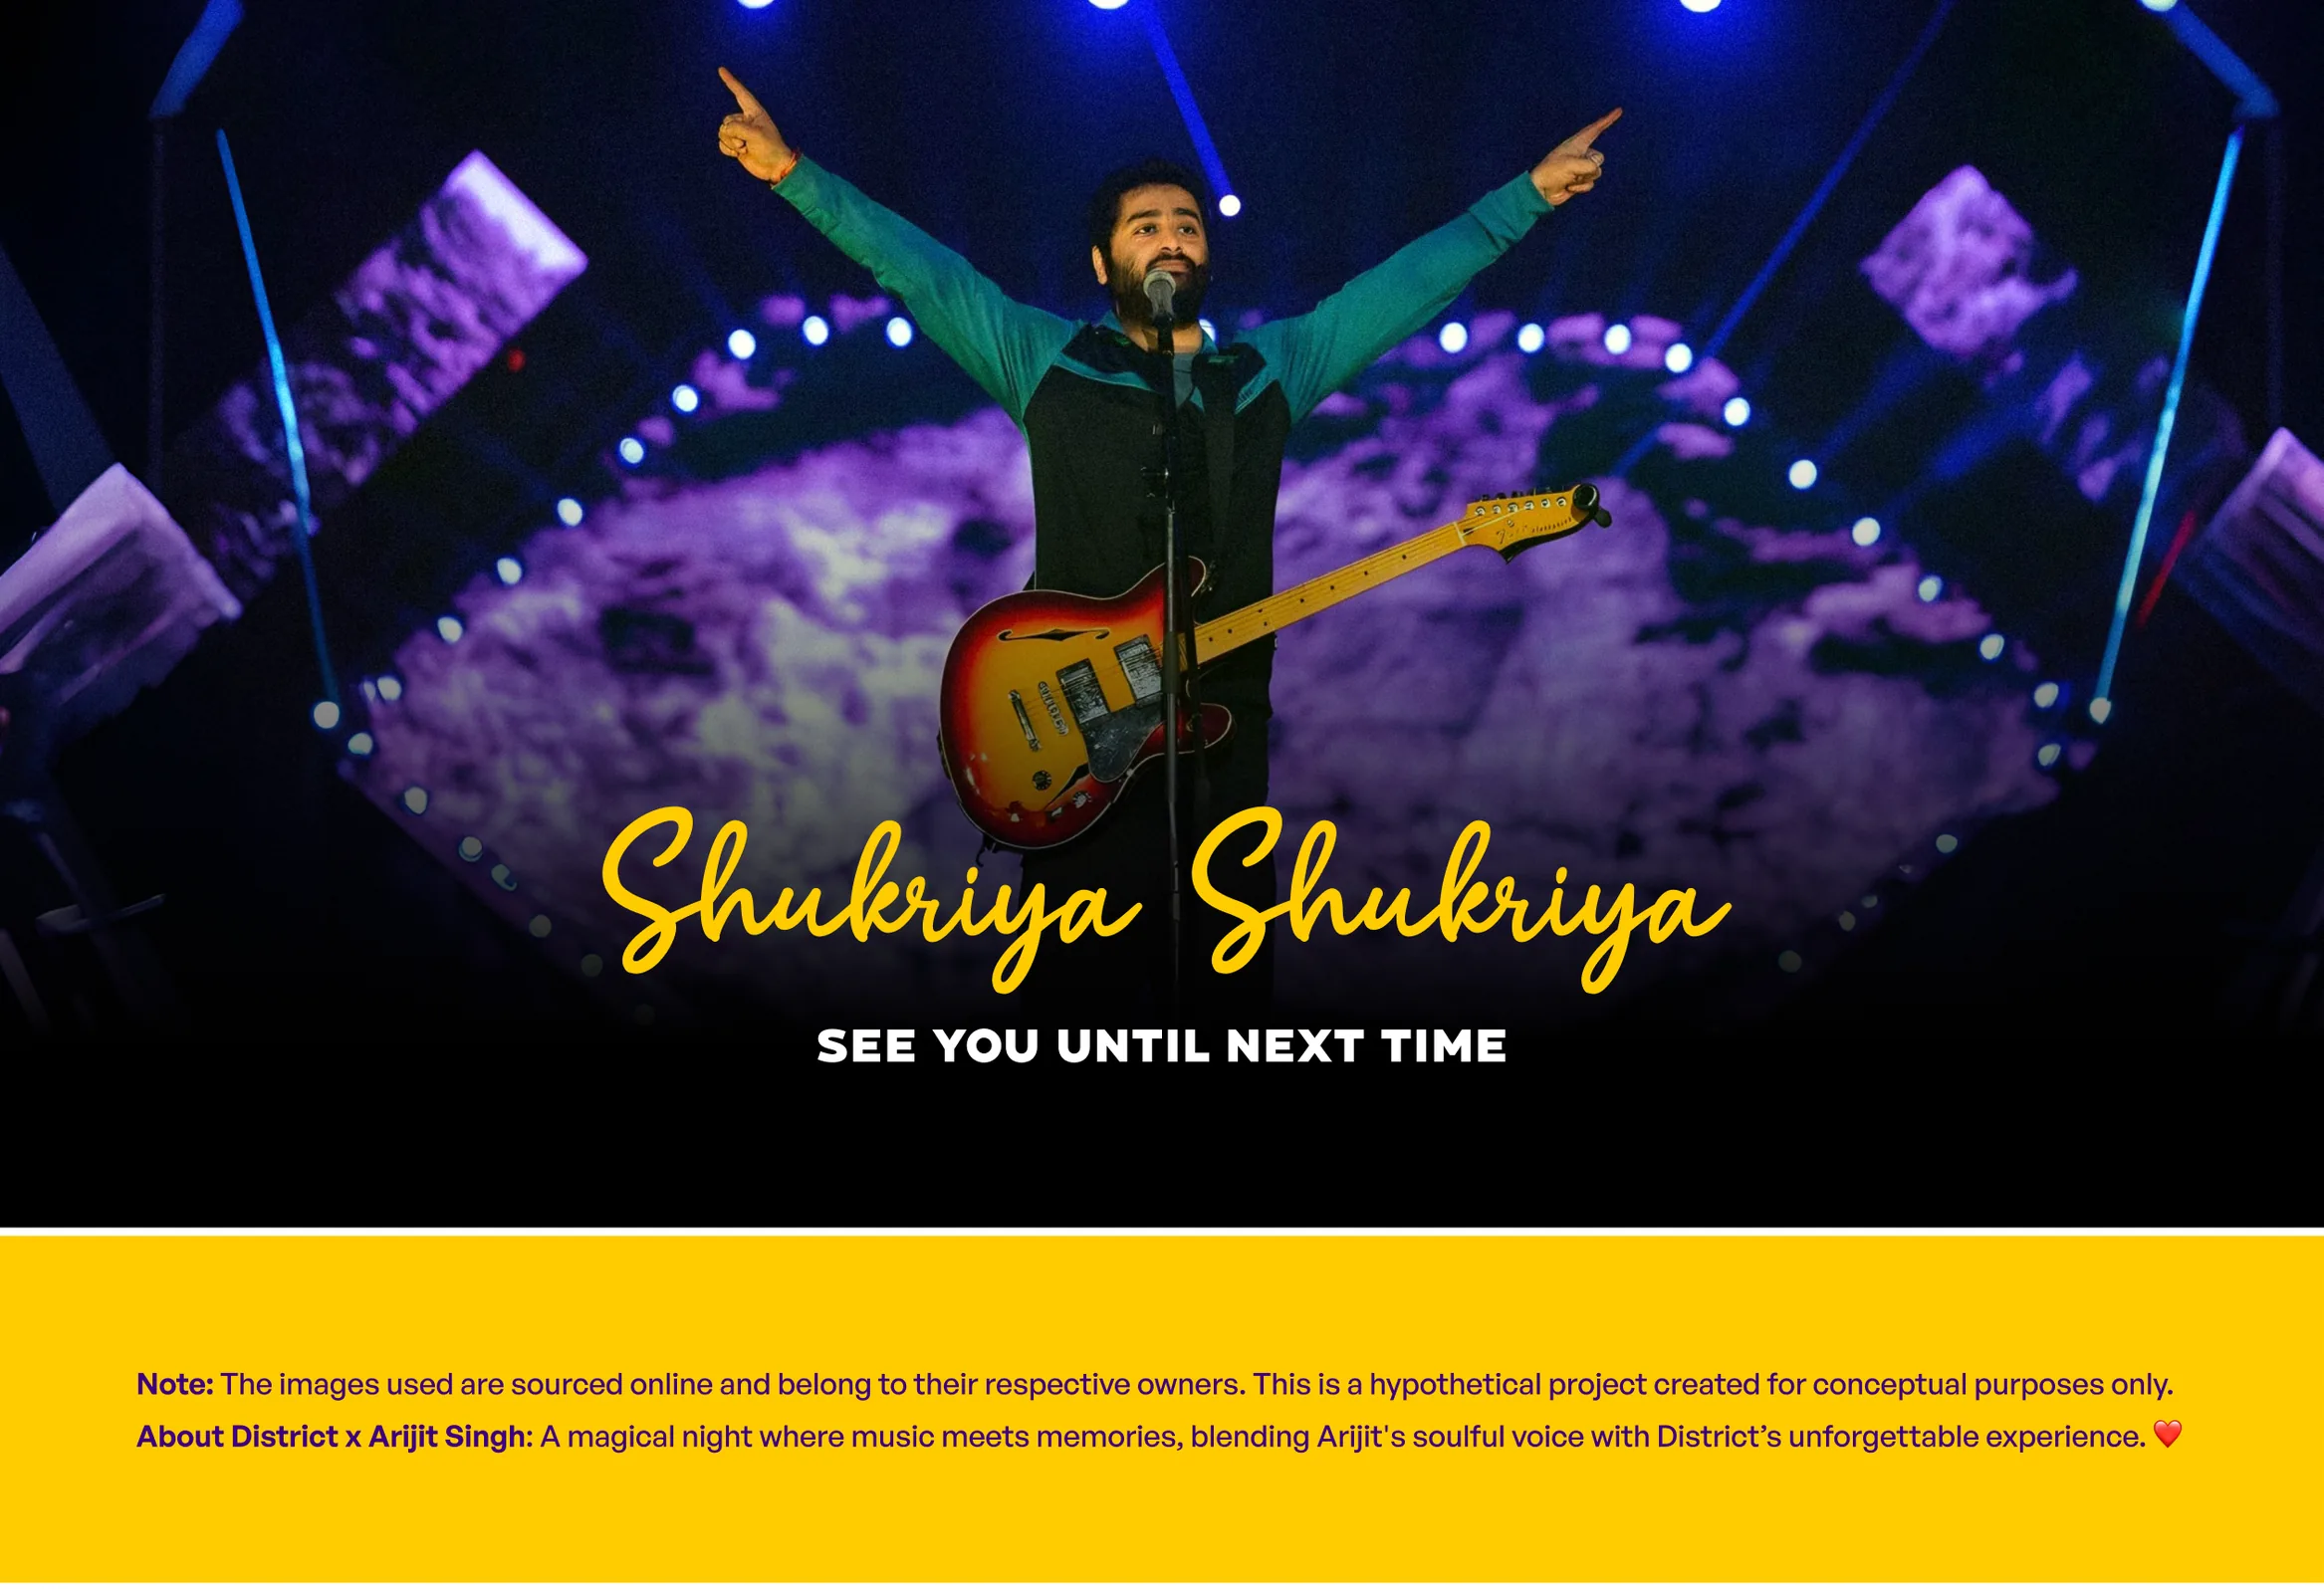 Shukriya Shukriya
SEE YOU UNTIL NEXT TIME
Note: The images used are sourced online and belong to their respective owners. This is a hypothetical project created for conceptual purposes only.
About District x Arijit Singh: A magical night where music meets memories, blending Arijit's soulful voice with District’s unforgettable experience. ❤️